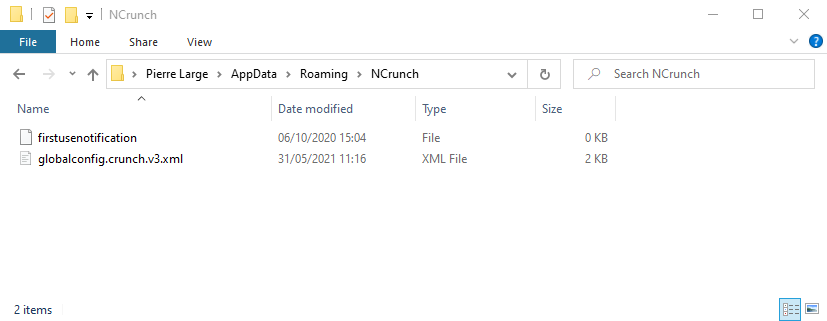 NCrunch
File Home Share View
Pierre Large AppData Roaming NCrunch Search NCrunch
Name Date modified Type Size
firstusenotification 06/10/2020 15:04 File 0 KB
globalconfig.crunch.v3.xml 31/05/2021 11:16 XML File 2 KB
2 items